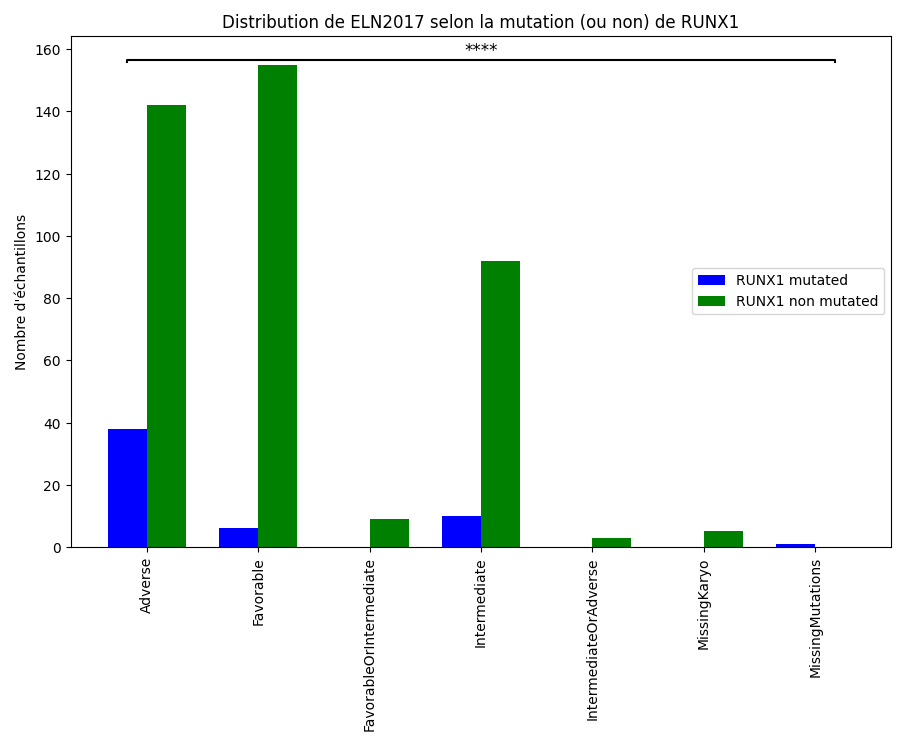 Distribution de ELN2017 selon la mutation (ou non) de RUNX1
****
160
140
120
100
80
60
40
20
0
Nombre d'échantillons
RUNX1 mutated
RUNX1 non mutated
Adverse
Favorable
FavorableOrIntermediate
Intermediate
IntermediateOrAdverse
MissingKaryo
MissingMutations